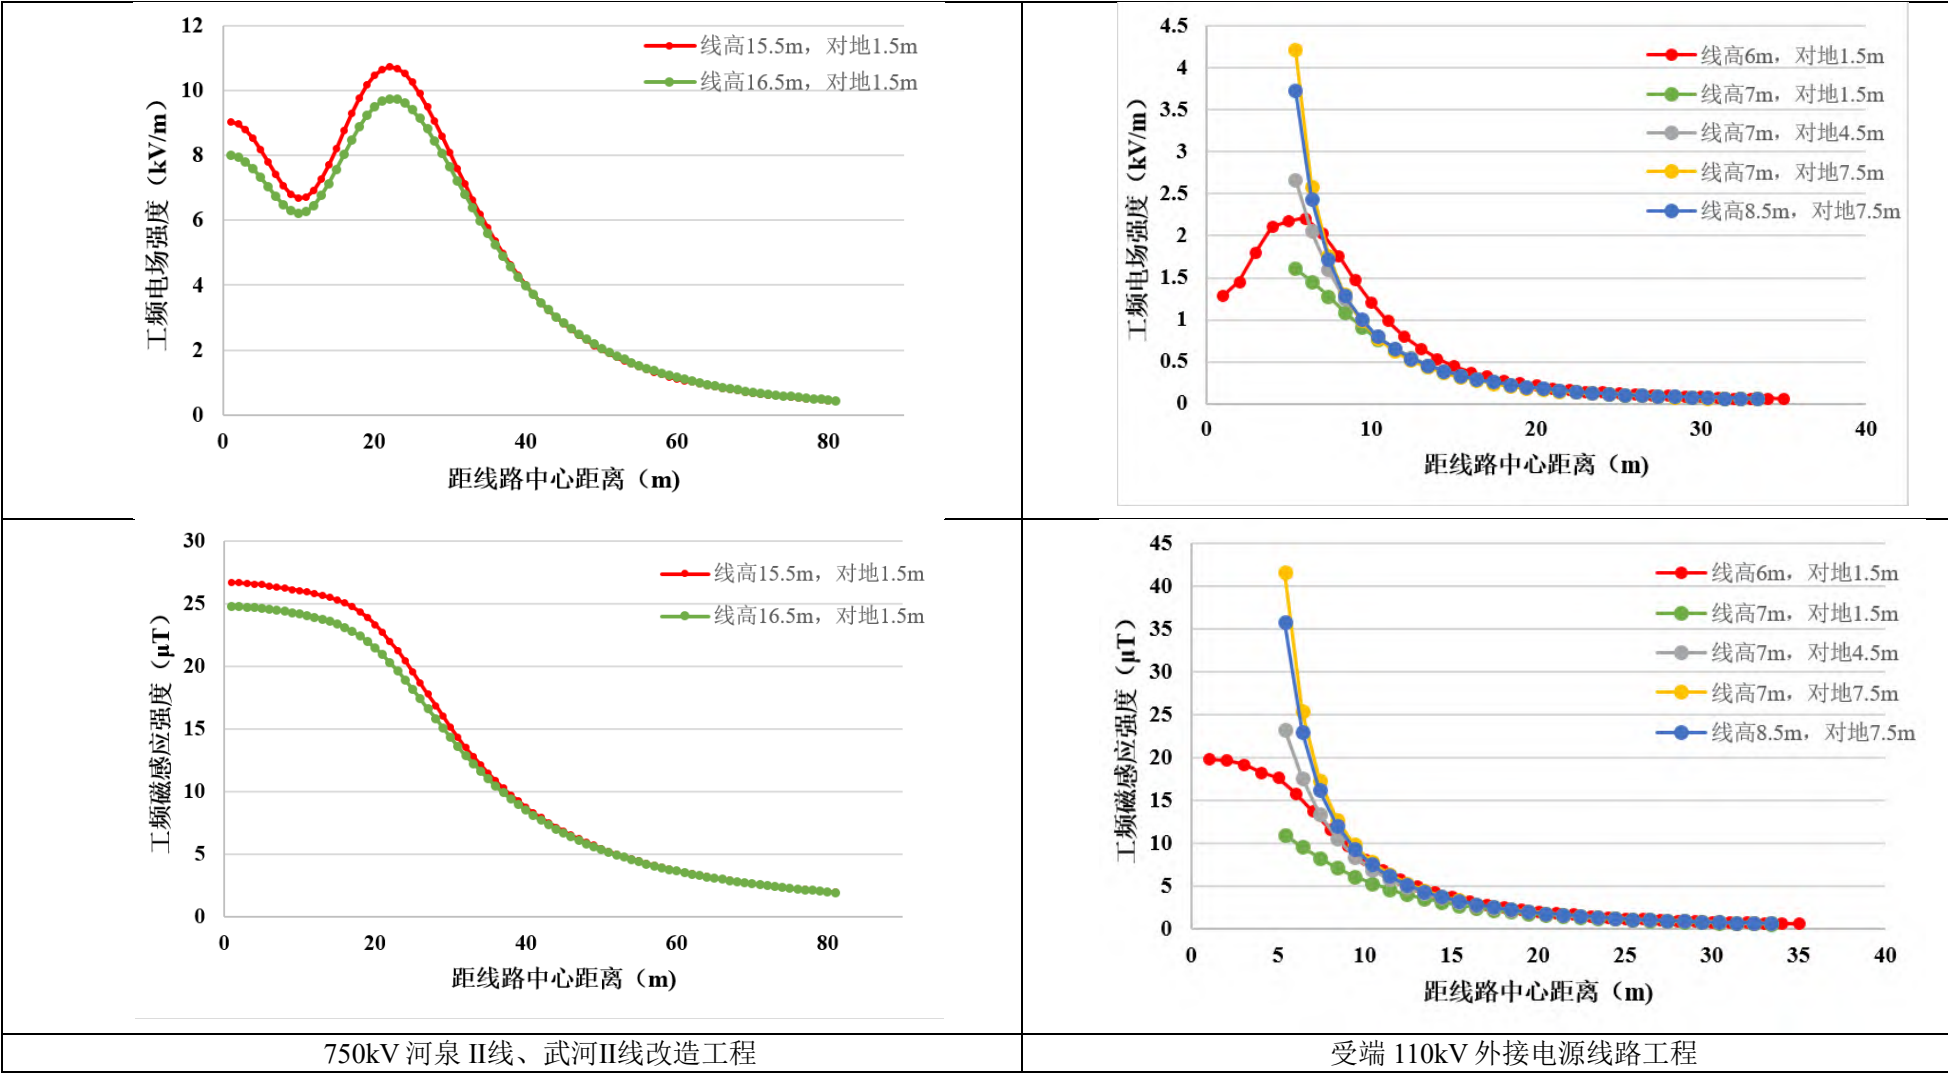 12
10
8
6
4
2
0
0 20 40 60 80
工频电场强度（kV/m）
距线路中心距离（m）
线高15.5m，对地1.5m
线高16.5m，对地1.5m
4.5
4
3.5
3
2.5
2
1.5
1
0.5
0
0 10 20 30 40
工频电场强度（kV/m）
距线路中心距离（m）
线高6m，对地1.5m
线高7m，对地1.5m
线高7m，对地4.5m
线高7m，对地7.5m
线高8.5m，对地7.5m
30
25
20
15
10
5
0
0 20 40 60 80
工频磁感应强度（μT）
距线路中心距离（m）
线高15.5m，对地1.5m
线高16.5m，对地1.5m
45
40
35
30
25
20
15
10
5
0
0 5 10 15 20 25 30 35 40
工频磁感应强度（μT）
距线路中心距离（m）
线高6m，对地1.5m
线高7m，对地1.5m
线高7m，对地4.5m
线高7m，对地7.5m
线高8.5m，对地7.5m
750kV 河泉 II线、武河II线改造工程
受端 110kV 外接电源线路工程